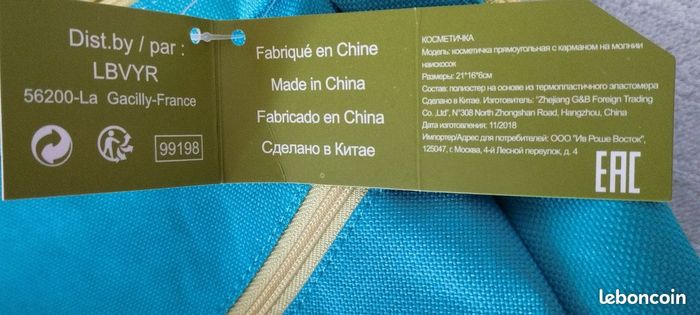 Dist.by / par :
LBVYR
56200-La Gacilly-France
99198
Fabriqué en Chine
Made in China
Fabricado en China
Сделано в Китае
КОСМЕТИЧКА
Модель: косметичка прямоугольная с карманом на молнии
наискосок
Размеры: 21*16*6см
Состав: полиэстер на основе из термопластичного эластомера
Сделано в Китае. Изготовитель: "Zhejiang G&B Foreign Trading
Co.,Ltd", N°308 North Zhongshan Road, Hangzhou, China
Дата изготовления: 11/2018
Импортер/Адрес для потребителей: ООО "Ив Роше Восток",
125047, г. Москва, 4-й Лесной переулок, д. 4
EAC
leboncoin